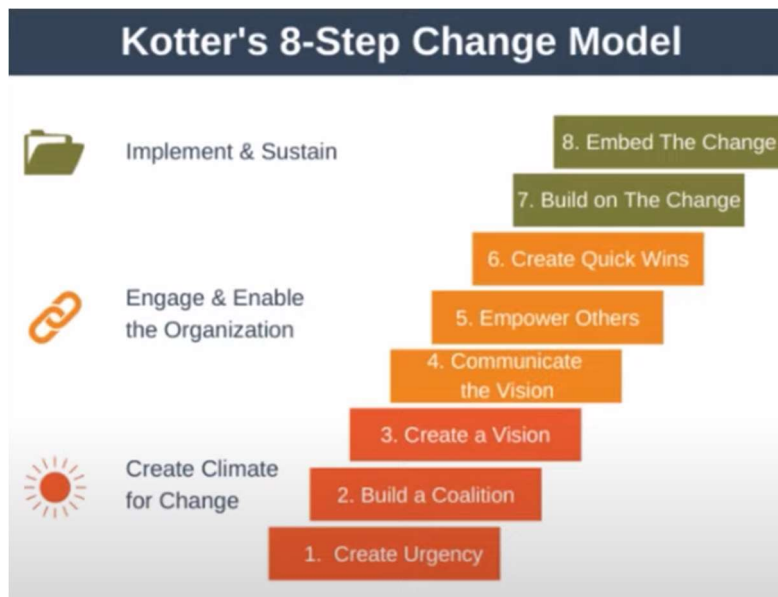 Kotter's 8-Step Change Model
Implement & Sustain
8. Embed The Change
7. Build on The Change
6. Create Quick Wins
Engage & Enable
the Organization
5. Empower Others
4. Communicate
the Vision
3. Create a Vision
Create Climate
for Change
2. Build a Coalition
1. Create Urgency